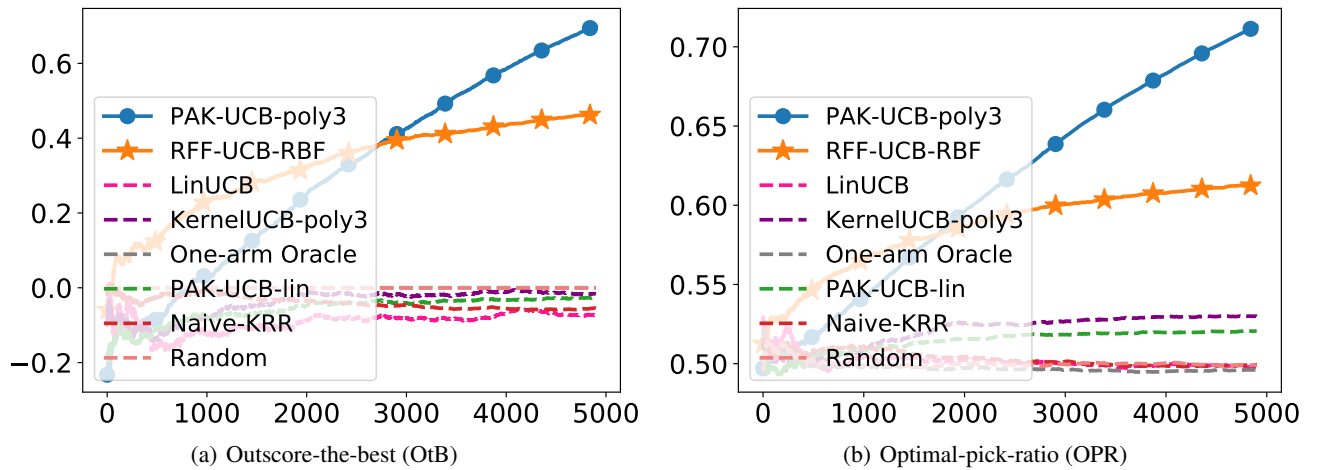 0.6
0.4
0.2
0.0
−0.2
0 1000 2000 3000 4000 5000
PAK-UCB-poly3
RFF-UCB-RBF
LinUCB
KernelUCB-poly3
One-arm Oracle
PAK-UCB-lin
Naive-KRR
Random
(a) Outscore-the-best (OtB)
0.70
0.65
0.60
0.55
0.50
0 1000 2000 3000 4000 5000
PAK-UCB-poly3
RFF-UCB-RBF
LinUCB
KernelUCB-poly3
One-arm Oracle
PAK-UCB-lin
Naive-KRR
Random
(b) Optimal-pick-ratio (OPR)